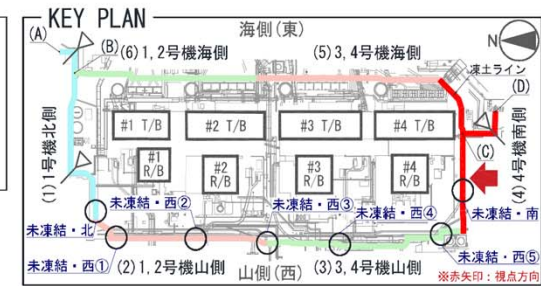 KEY PLAN
海側(東)
(A)
(B)
(6)1,2号機海側
(5)3,4号機海側
N
凍土ライン
(D)
(1)1号機北側
#1 T/B
#2 T/B
#3 T/B
#4 T/B
(C)
(4)4号機南側
#1
R/B
#2
R/B
#3
R/B
#4
R/B
未凍結・西②
未凍結・西③
未凍結・西④
未凍結・南
未凍結・北
未凍結・西①
(2)1,2号機山側
山側(西)
(3)3,4号機山側
未凍結・西⑤
※赤矢印：視点方向